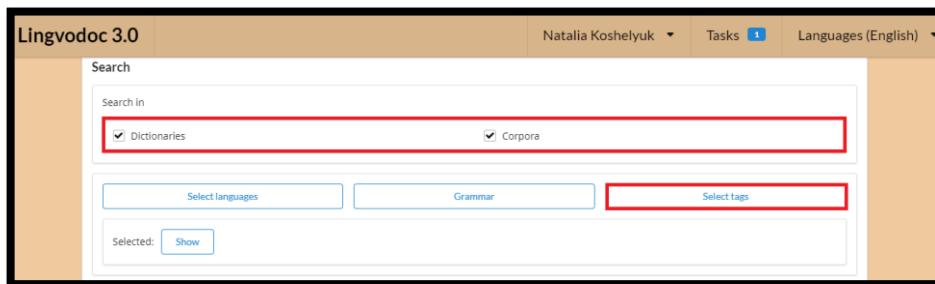 Lingvodoc 3.0 Natalia Koshelyuk Tasks 1 Languages (English)
Search
Search in
Dictionaries Corpora
Select languages Grammar Select tags
Selected: Show